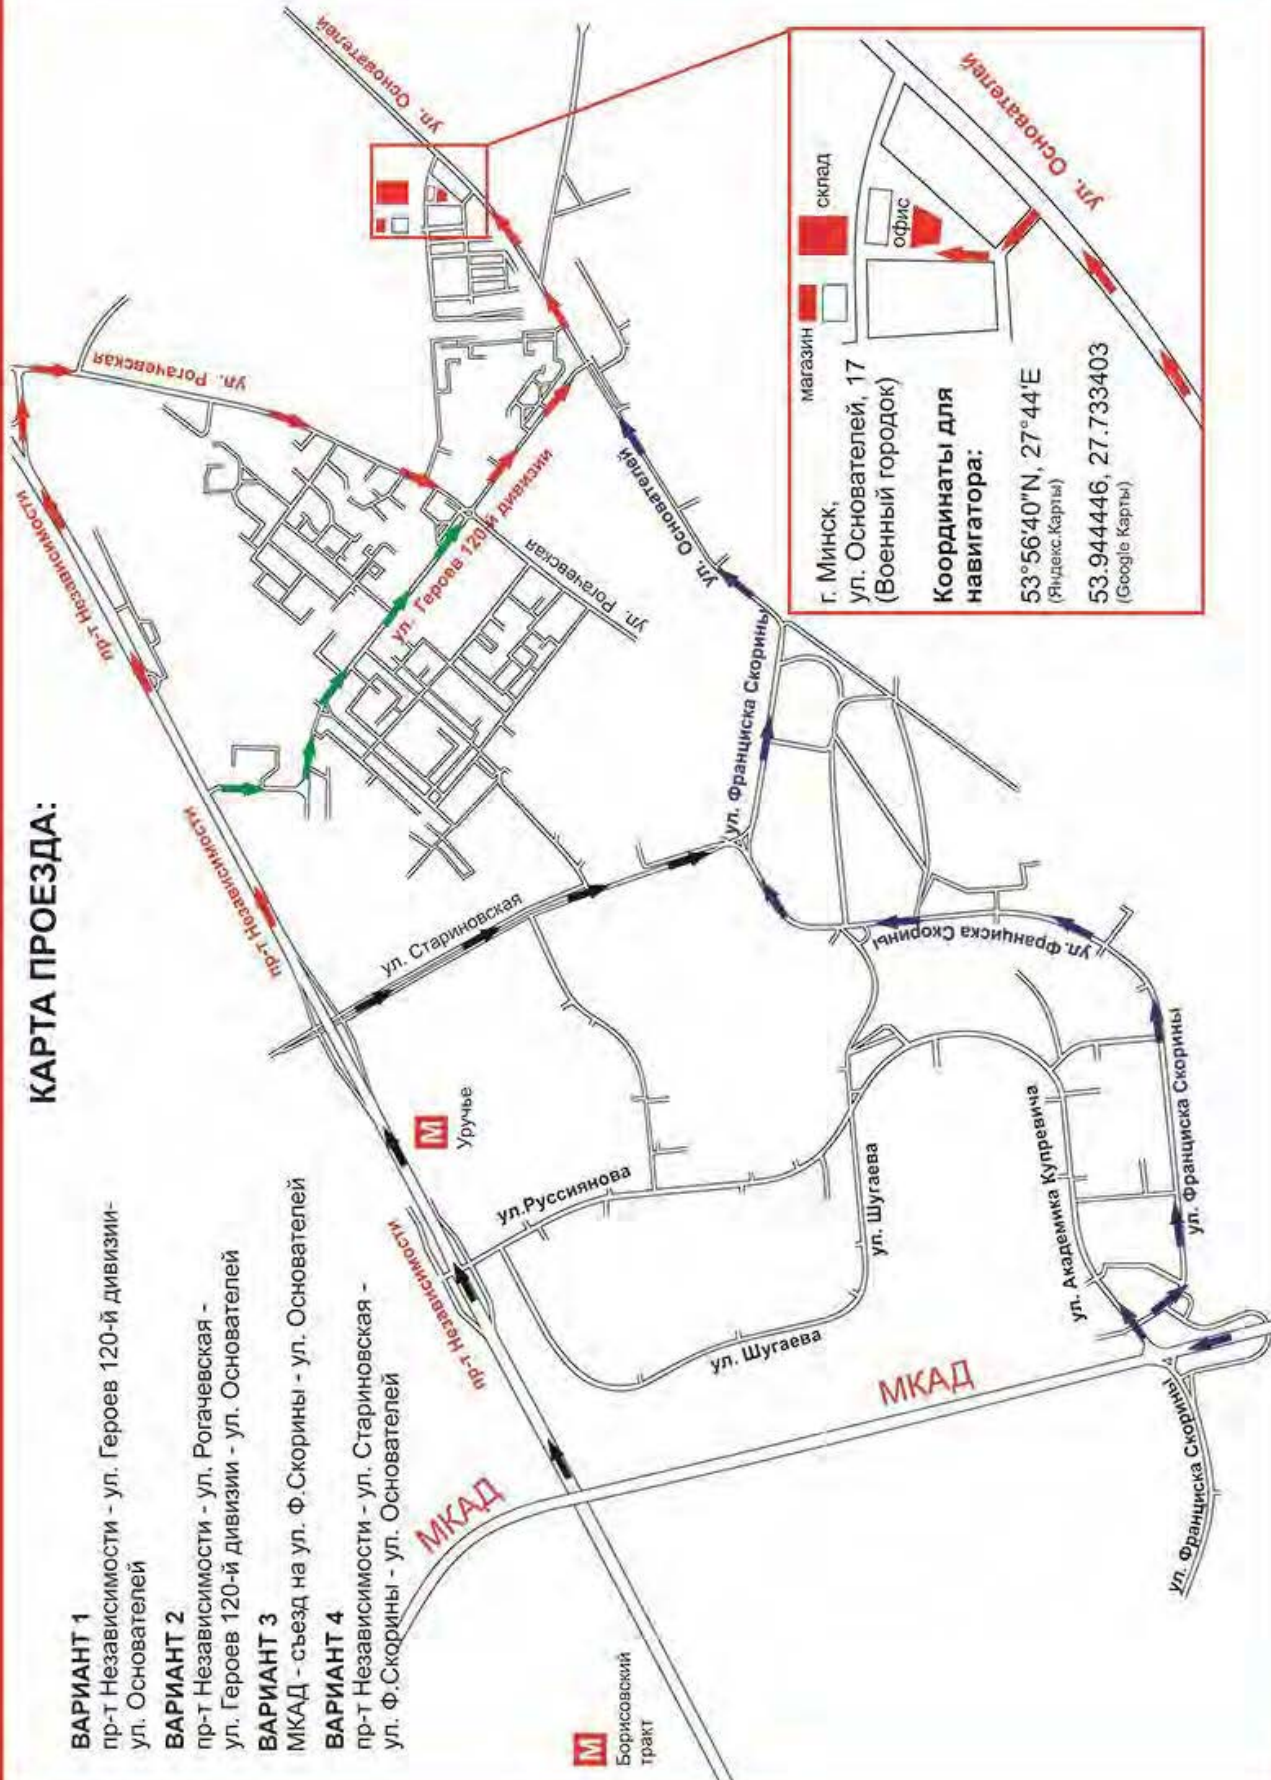 КАРТА ПРОЕЗДА:
ВАРИАНТ 1
пр-т Независимости - ул. Героев 120-й дивизии-
ул. Основателей
ВАРИАНТ 2
пр-т Независимости - ул. Рогачевская -
ул. Героев 120-й дивизии - ул. Основателей
ВАРИАНТ 3
МКАД - съезд на ул. Ф.Скорины - ул. Основателей
ВАРИАНТ 4
пр-т Независимости - ул. Стариновская -
ул. Ф.Скорины - ул. Основателей
М
Борисовский
тракт
МКАД
МКАД
пр-т Независимости
М
Уручье
пр-т Независимости
пр-т Независимости
пр-т Независимости
ул. Стариновская
ул.Руссиянова
ул. Шугаева
ул. Шугаева
ул. Академика Купревича
ул. Франциска Скорины
ул. Франциска Скорины
ул. Франциска Скорины
ул. Франциска Скорины
ул. Основателей
ул. Героев 120-й дивизии
ул. Рогачевская
ул. Рогачевская
ул. Основателей
магазин
склад
офис
ул. Основателей
г. Минск,
ул. Основателей, 17
(Военный городок)
Координаты для
навигатора:
53°56'40"N, 27°44'E
(Яндекс.Карты)
53.944446, 27.733403
(Google Карты)